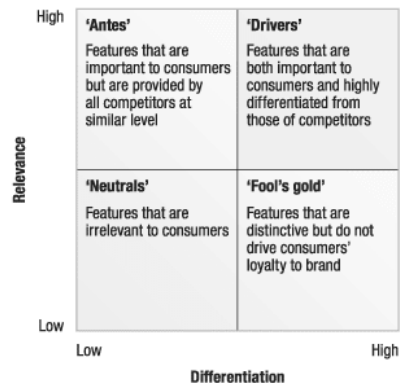 High
Relevance
Low
'Antes'
Features that are
important to consumers
but are provided by
all competitors at
similar level
'Drivers'
Features that are
both important to
consumers and highly
differentiated from
those of competitors
'Neutrals'
Features that are
irrelevant to consumers
'Fool's gold'
Features that are
distinctive but do not
drive consumers'
loyalty to brand
Low
High
Differentiation